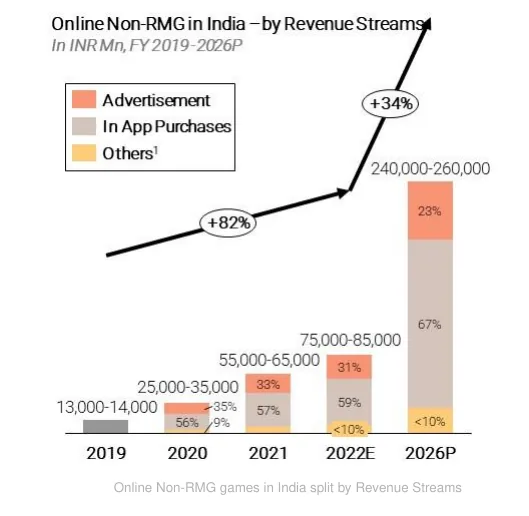 Online Non-RMG in India – by Revenue Streams
In INR Mn, FY 2019-2026P
Advertisement
In App Purchases
Others¹
+34%
+82%
240,000-260,000
23%
67%
<10%
75,000-85,000
31%
59%
<10%
55,000-65,000
33%
57%
25,000-35,000
35%
56%
9%
13,000-14,000
2019 2020 2021 2022E 2026P
Online Non-RMG games in India split by Revenue Streams